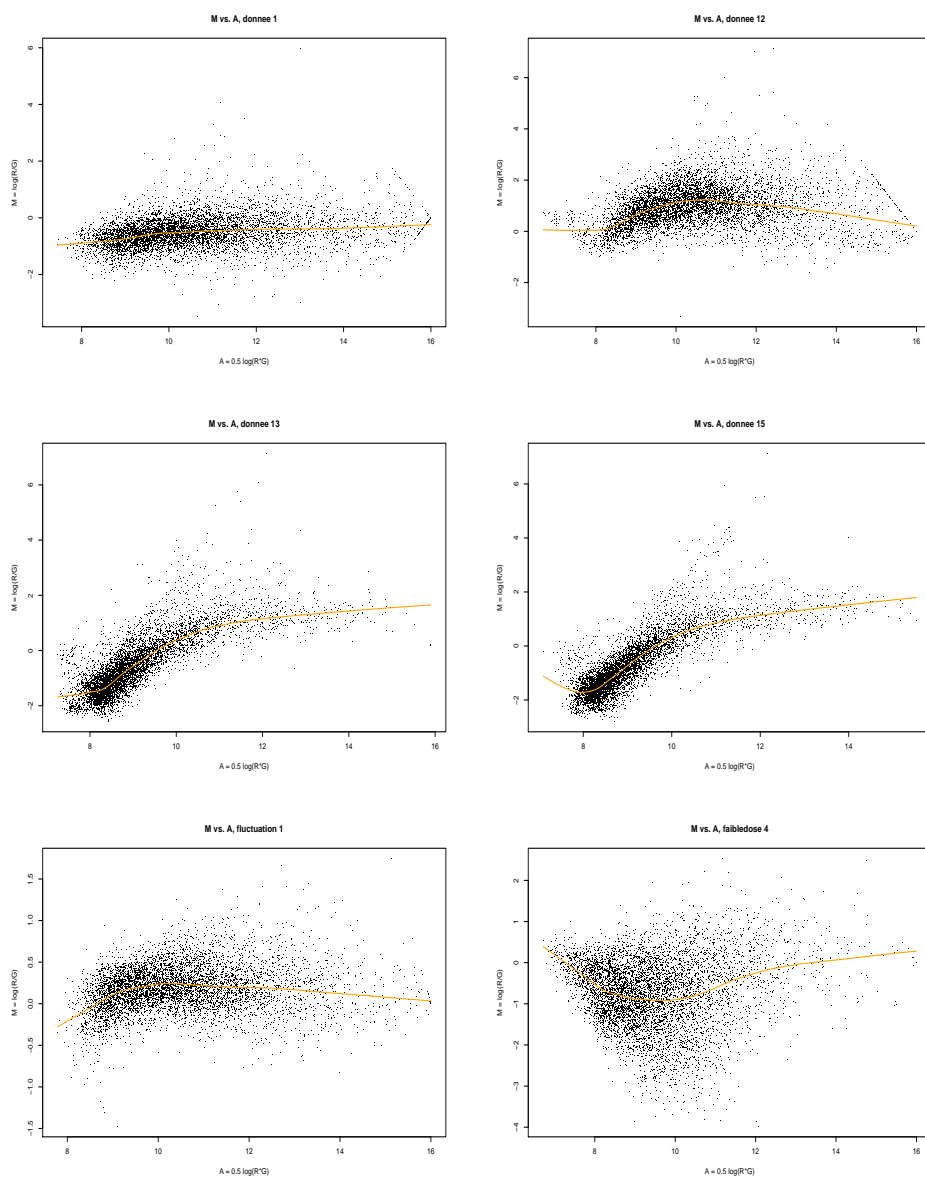 M vs. A, donnee 1
M = log(R/G)
6
4
2
0
−2
8 10 12 14 16
A = 0.5 log(R*G)
M vs. A, donnee 12
M = log(R/G)
6
4
2
0
−2
8 10 12 14 16
A = 0.5 log(R*G)
M vs. A, donnee 13
M = log(R/G)
6
4
2
0
−2
8 10 12 14 16
A = 0.5 log(R*G)
M vs. A, donnee 15
M = log(R/G)
6
4
2
0
−2
8 10 12 14
A = 0.5 log(R*G)
M vs. A, fluctuation 1
M = log(R/G)
1.5
1.0
0.5
0.0
−0.5
−1.0
−1.5
8 10 12 14 16
A = 0.5 log(R*G)
M vs. A, faibledose 4
M = log(R/G)
2
1
0
−1
−2
−3
−4
8 10 12 14 16
A = 0.5 log(R*G)